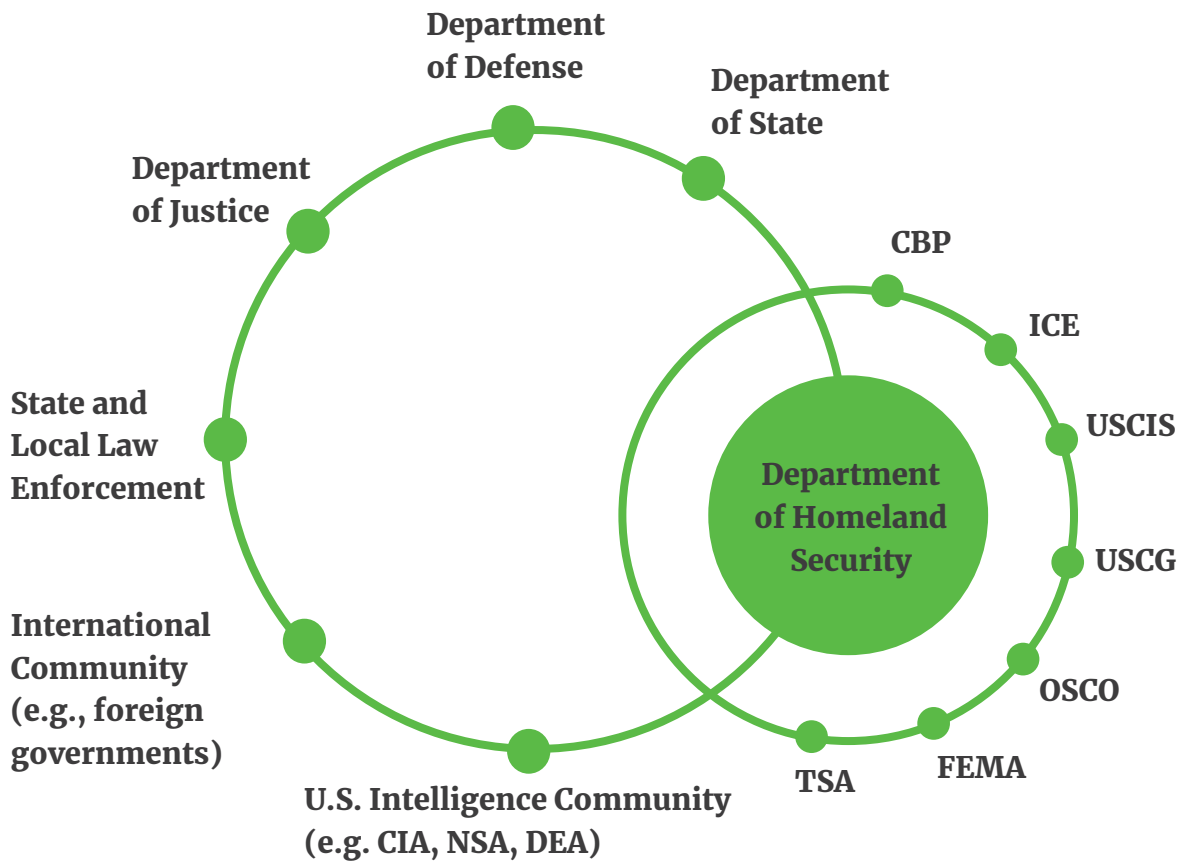 Department
of Defense
Department
of State
Department
of Justice
CBP
ICE
State and
Local Law
Enforcement
USCIS
Department
of Homeland
Security
USCG
International
Community
(e.g., foreign
governments)
OSCO
FEMA
TSA
U.S. Intelligence Community
(e.g. CIA, NSA, DEA)